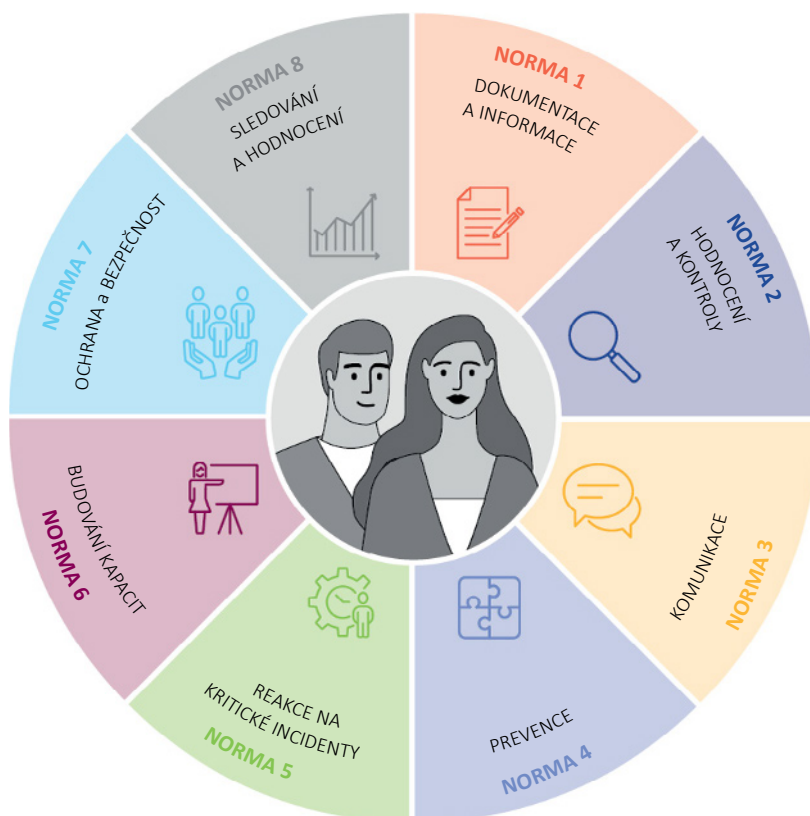 NORMA 1
DOKUMENTACE
A INFORMACE
NORMA 2
HODNOCENÍ
A KONTROLY
NORMA 3
KOMUNIKACE
PREVENCE
NORMA 4
REAKCE NA
KRITICKÉ INCIDENTY
NORMA 5
BUDOVÁNÍ KAPACIT
NORMA 6
NORMA 7
OCHRANA a BEZPEČNOST
NORMA 8
SLEDOVÁNÍ
A HODNOCENÍ